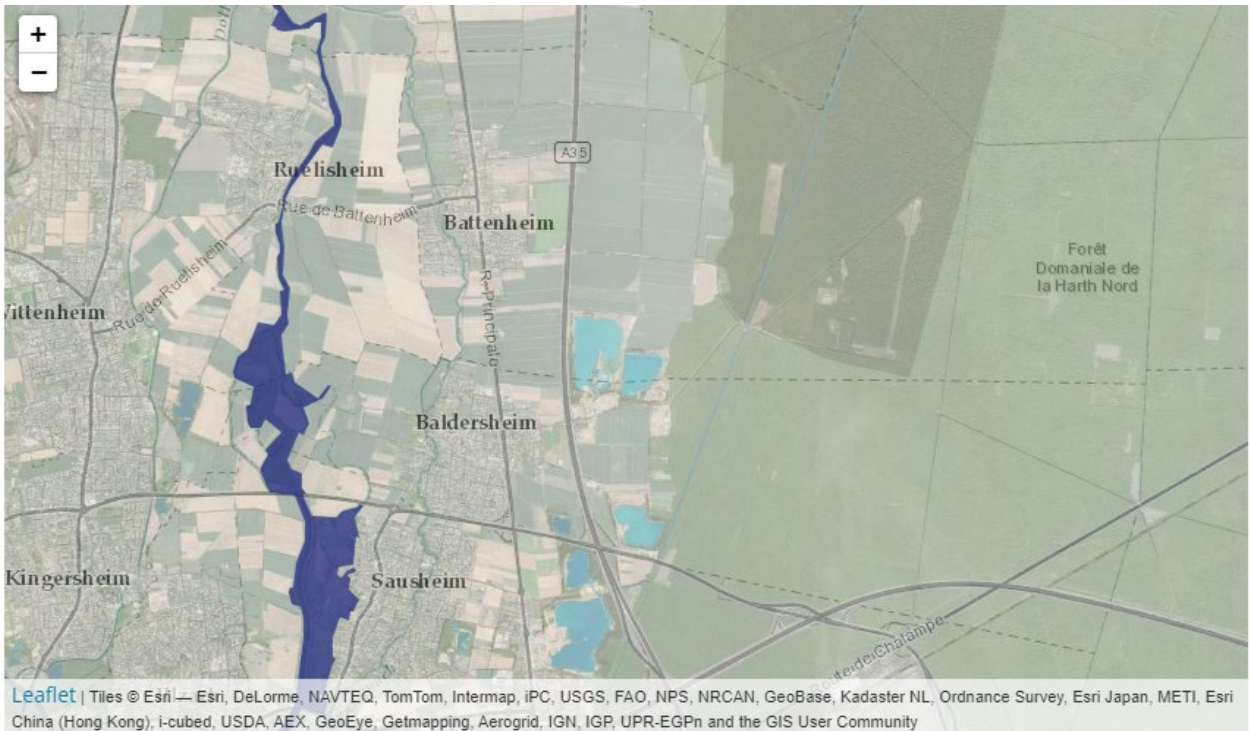 +
−
Doll
A35
Ruelisheim
Rue de Battenheim
Battenheim
Forêt
Domaniale de
la Harth Nord
Rue de Ruelisheim
R-Principale
Vittenheim
Baldersheim
Kingersheim
Sausheim
Route de Chalampe
Leaflet | Tiles © Esri — Esri, DeLorme, NAVTEQ, TomTom, Intermap, iPC, USGS, FAO, NPS, NRCAN, GeoBase, Kadaster NL, Ordnance Survey, Esri Japan, METI, Esri
China (Hong Kong), i-cubed, USDA, AEX, GeoEye, Getmapping, Aerogrid, IGN, IGP, UPR-EGPn and the GIS User Community